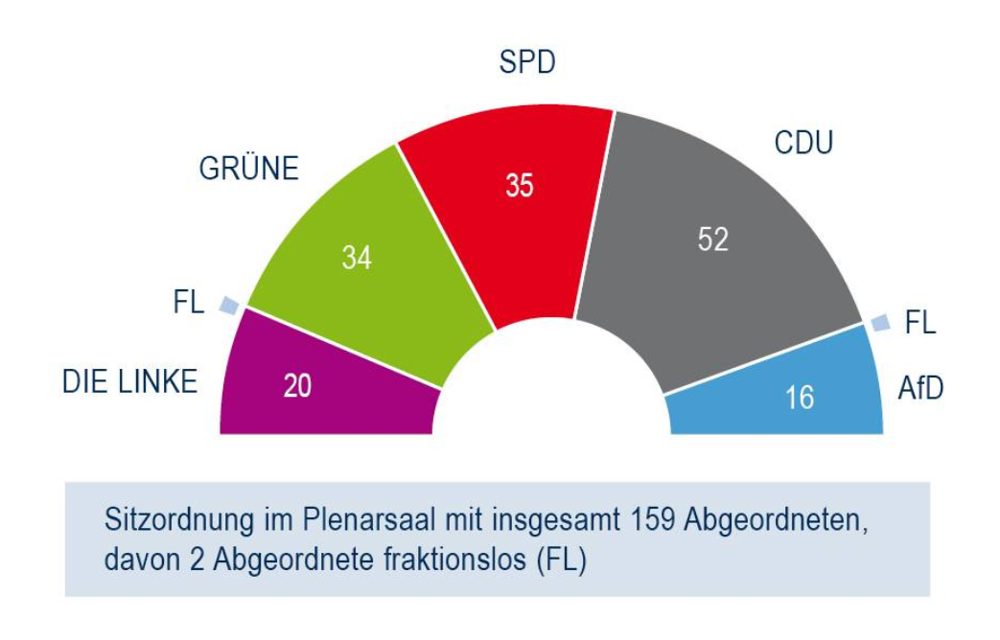 SPD
CDU
GRÜNE
35
52
34
FL
FL
DIE LINKE
20
16
AfD
Sitzordnung im Plenarsaal mit insgesamt 159 Abgeordneten,
davon 2 Abgeordnete fraktionslos (FL)